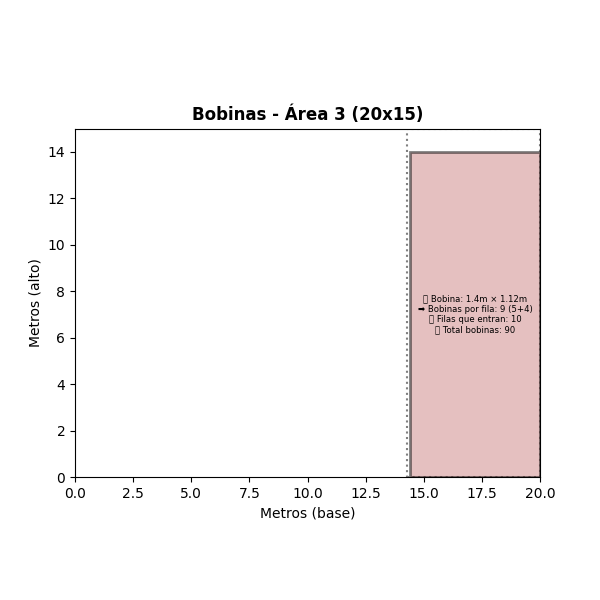 Bobinas - Área 3 (20x15)
Metros (alto)
14
12
10
8
6
4
2
0
▯ Bobina: 1.4m × 1.12m
➡ Bobinas por fila: 9 (5+4)
▯ Filas que entran: 10
▯ Total bobinas: 90
0.0 2.5 5.0 7.5 10.0 12.5 15.0 17.5 20.0
Metros (base)